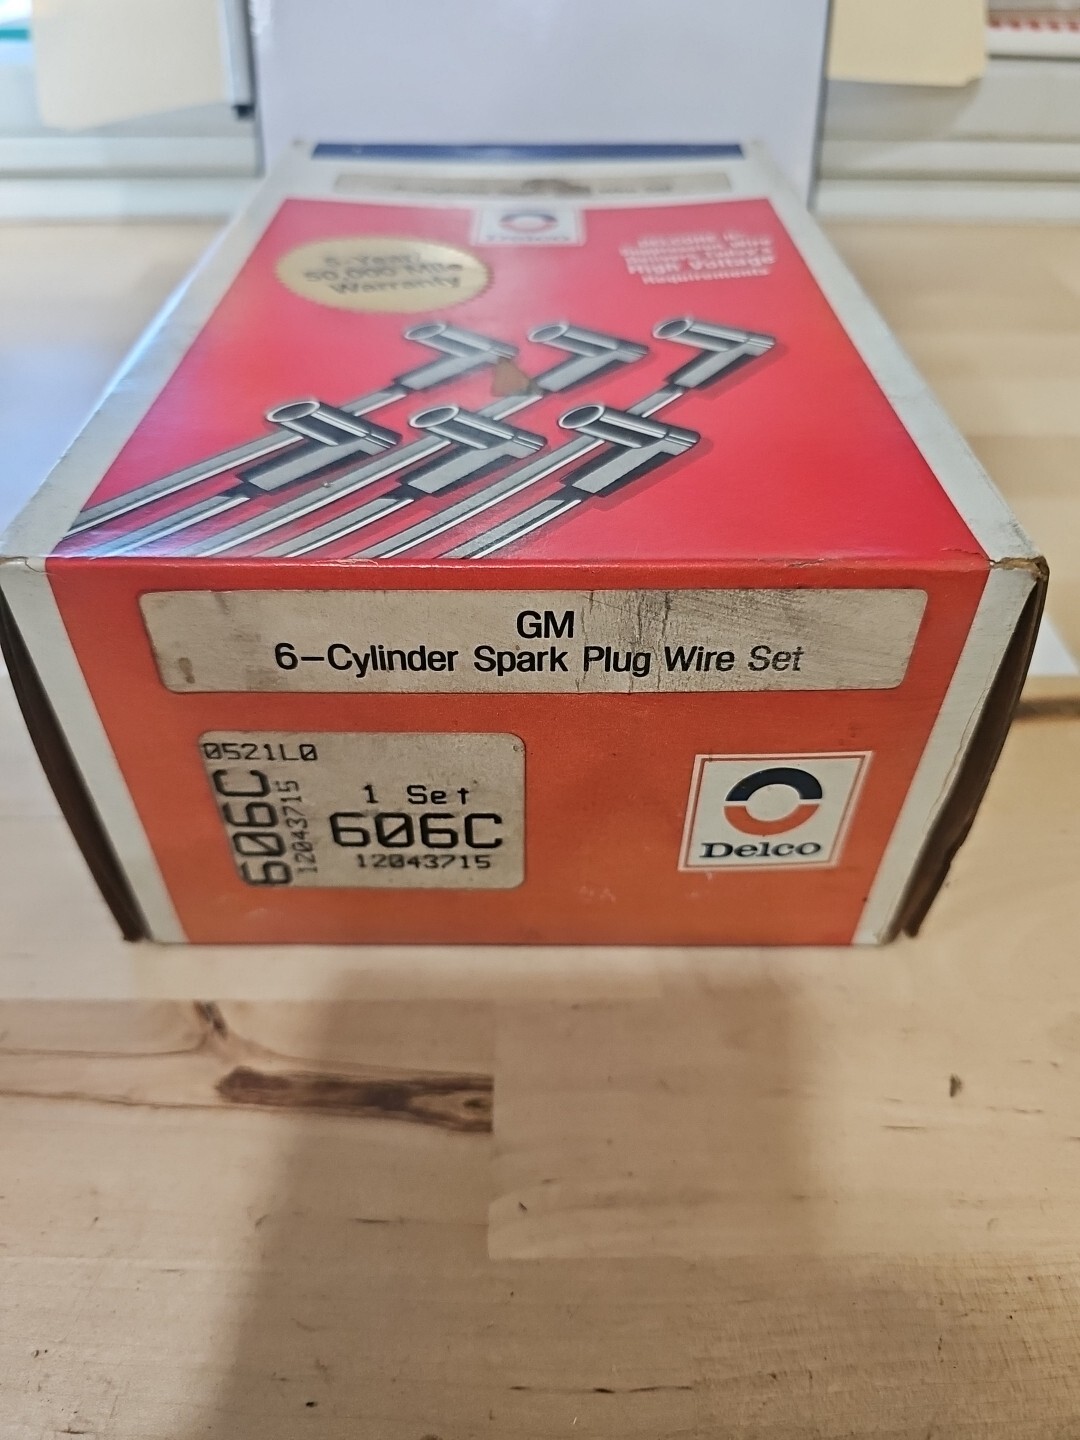 Delco
5-Year/
50,000 Mile
Warranty
High Voltage
Requirements
GM
6-Cylinder Spark Plug Wire Set
0521L0
606C
12043715
1 Set
606C
12043715
Delco